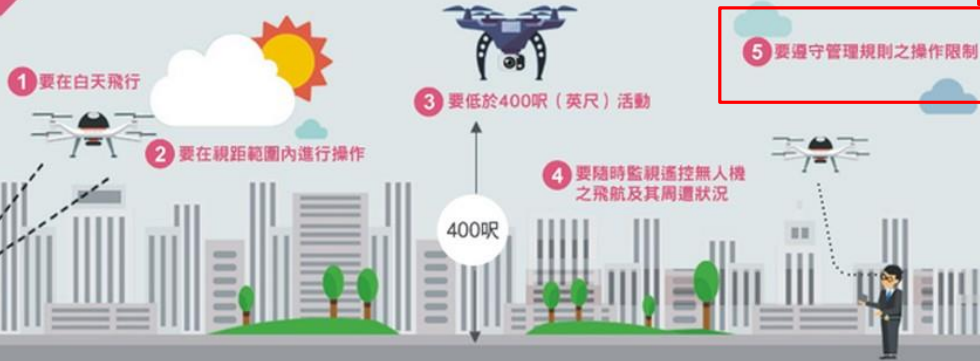 1 要在白天飛行
2 要在視距範圍內進行操作
3 要低於400呎（英尺）活動
400呎
4 要隨時監視遙控無人機
之飛航及其周遭狀況
5 要遵守管理規則之操作限制